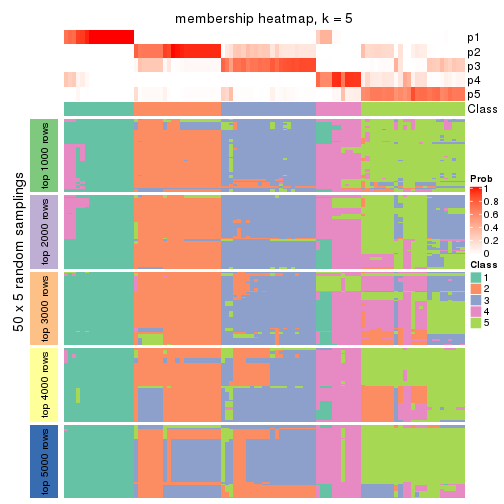 membership heatmap, k = 5
p1
p2
p3
p4
p5
Class
50 x 5 random samplings
top 1000 rows
top 2000 rows
top 3000 rows
top 4000 rows
top 5000 rows
Prob
1
0.8
0.6
0.4
0.2
0
Class
1
2
3
4
5